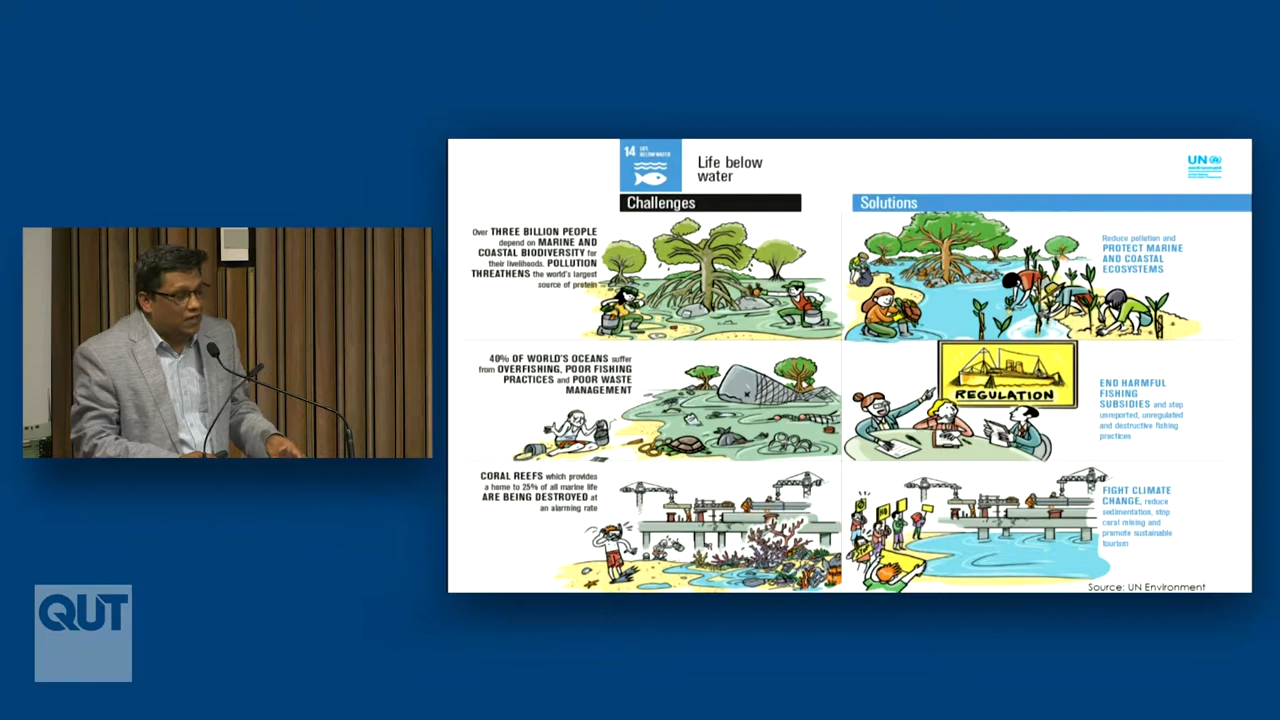 14 LIFE
BELOW WATER
Life below
water
UN
environment
Challenges
Solutions
Over THREE BILLION PEOPLE
depend on MARINE AND
COASTAL BIODIVERSITY for
their livelihoods. POLLUTION
THREATHENS the world's largest
source of protein
Reduce pollution and
PROTECT MARINE
AND COASTAL
ECOSYSTEMS
40% OF WORLD'S OCEANS suffer
from OVERFISHING, POOR FISHING
PRACTICES and POOR WASTE
MANAGEMENT
REGULATION
END HARMFUL
FISHING
SUBSIDIES and stop
unreported, unregulated
and destructive fishing
practices
CORAL REEFS which provides
a home to 25% of all marine life
ARE BEING DESTROYED at
an alarming rate
FIGHT CLIMATE
CHANGE, reduce
sedimentation, stop
coral mining and
promote sustainable
tourism
Source: UN Environment
QUT